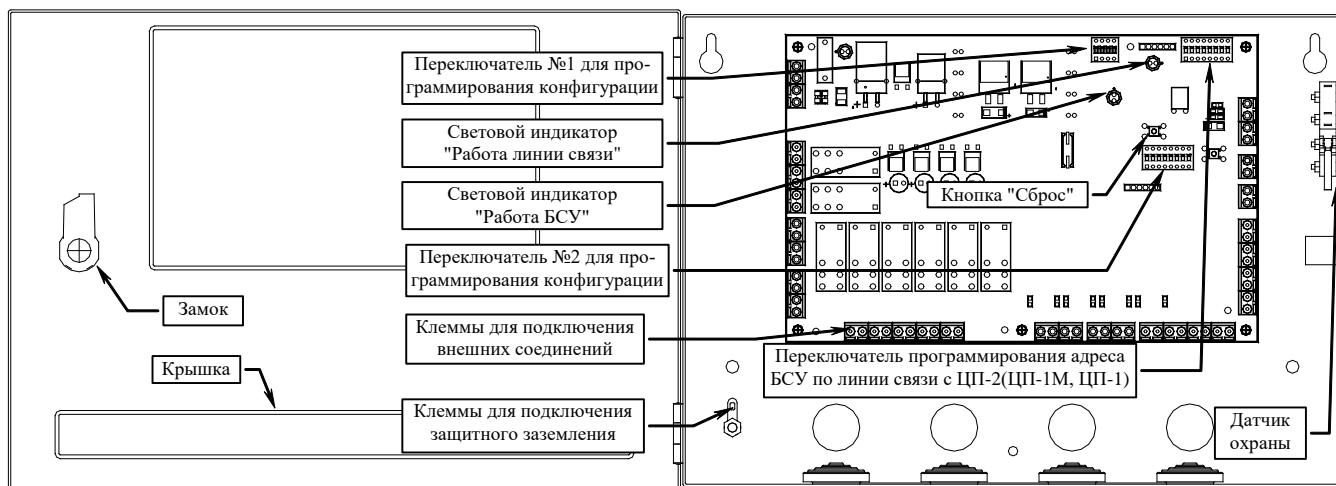 Переключатель №1 для про-
граммирования конфигурации
Световой индикатор
"Работа линии связи"
Световой индикатор
"Работа БСУ"
Кнопка "Сброс"
Переключатель №2 для про-
граммирования конфигурации
Замок
Клеммы для подключения
внешних соединений
Переключатель программирования адреса
БСУ по линии связи с ЦП-2(ЦП-1М, ЦП-1)
Крышка
Клеммы для подключения
защитного заземления
Датчик
охраны